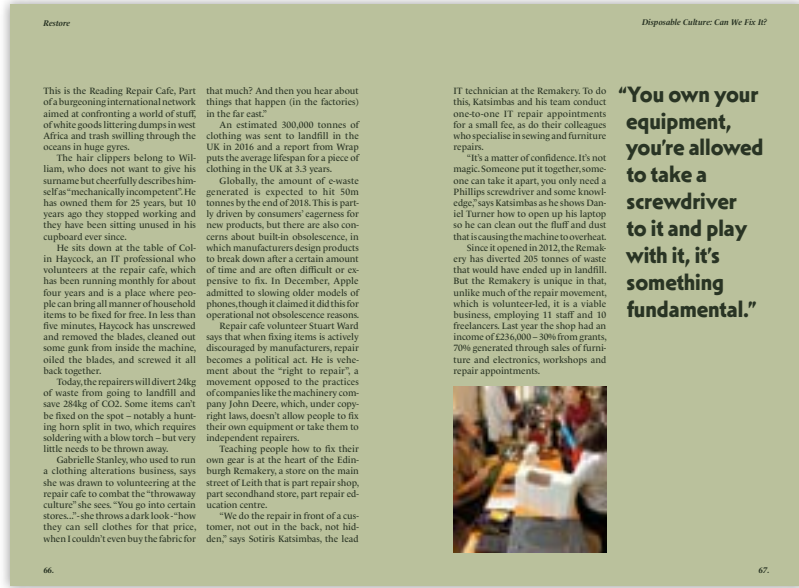 Restore
Disposable Culture: Can We Fix It?
This is the Reading Repair Cafe, Part
of a burgeoning international network
aimed at confronting a world of stuff,
of white goods littering dumps in west
Africa and trash swilling through the
oceans in huge gyres.
The hair clippers belong to Wil-
liam, who does not want to give his
surname but cheerfully describes him-
self as “mechanically incompetent”. He
has owned them for 25 years, but 10
years ago they stopped working and
they have been sitting unused in his
cupboard ever since.
He sits down at the table of Col-
in Haycock, an IT professional who
volunteers at the repair cafe, which
has been running monthly for about
four years and is a place where peo-
ple can bring all manner of household
items to be fixed for free. In less than
five minutes, Haycock has unscrewed
and removed the blades, cleaned out
some gunk from inside the machine,
oiled the blades, and screwed it all
back together.
Today, the repairers will divert 24kg
of waste from going to landfill and
save 284kg of CO2. Some items can’t
be fixed on the spot – notably a hunt-
ing horn split in two, which requires
soldering with a blow torch – but very
little needs to be thrown away.
Gabrielle Stanley, who used to run
a clothing alterations business, says
she was drawn to volunteering at the
repair cafe to combat the “throwaway
culture” she sees. “You go into certain
stores...” - she throws a dark look - “how
they can sell clothes for that price,
when I couldn’t even buy the fabric for
that much? And then you hear about
things that happen (in the factories)
in the far east.”
An estimated 300,000 tonnes of
clothing was sent to landfill in the
UK in 2016 and a report from Wrap
puts the average lifespan for a piece of
clothing in the UK at 3.3 years.
Globally, the amount of e-waste
generated is expected to hit 50m
tonnes by the end of 2018. This is part-
ly driven by consumers’ eagerness for
new products, but there are also con-
cerns about built-in obsolescence, in
which manufacturers design products
to break down after a certain amount
of time and are often difficult or ex-
pensive to fix. In December, Apple
admitted to slowing older models of
phones, though it claimed it did this for
operational not obsolescence reasons.
Repair cafe volunteer Stuart Ward
says that when fixing items is actively
discouraged by manufacturers, repair
becomes a political act. He is vehe-
ment about the “right to repair”, a
movement opposed to the practices
of companies like the machinery com-
pany John Deere, which, under copy-
right laws, doesn’t allow people to fix
their own equipment or take them to
independent repairers.
Teaching people how to fix their
own gear is at the heart of the Edin-
burgh Remakery, a store on the main
street of Leith that is part repair shop,
part secondhand store, part repair ed-
ucation centre.
“We do the repair in front of a cus-
tomer, not out in the back, not hid-
den,” says Sotiris Katsimbas, the lead
IT technician at the Remakery. To do
this, Katsimbas and his team conduct
one-to-one IT repair appointments
for a small fee, as do their colleagues
who specialise in sewing and furniture
repairs.
“It’s a matter of confidence. It’s not
magic. Someone put it together, some-
one can take it apart, you only need a
Phillips screwdriver and some knowl-
edge,” says Katsimbas as he shows Dan-
iel Turner how to open up his laptop
so he can clean out the fluff and dust
that is causing the machine to overheat.
Since it opened in 2012, the Remak-
ery has diverted 205 tonnes of waste
that would have ended up in landfill.
But the Remakery is unique in that,
unlike much of the repair movement,
which is volunteer-led, it is a viable
business, employing 11 staff and 10
freelancers. Last year the shop had an
income of £236,000 – 30% from grants,
70% generated through sales of furni-
ture and electronics, workshops and
repair appointments.
“You own your
equipment,
you’re allowed
to take a
screwdriver
to it and play
with it, it’s
something
fundamental.”
66.
67.